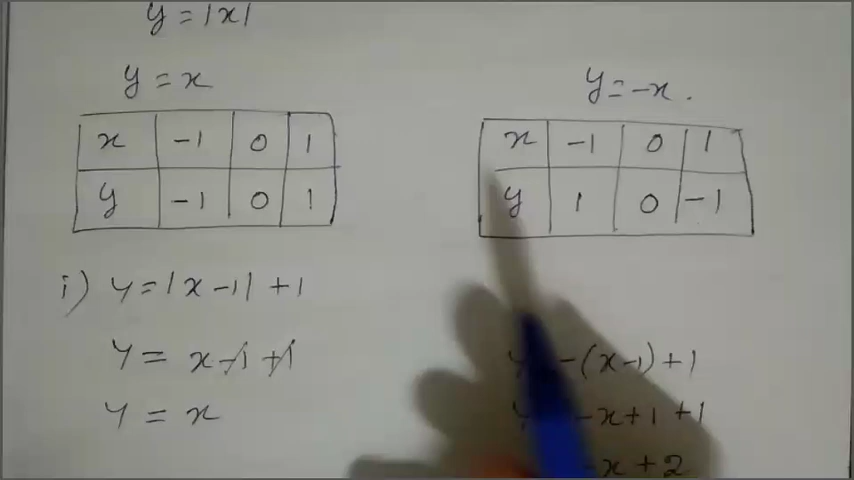 y = |x|
y = x
y = -x.
x -1 0 1
y -1 0 1
x -1 0 1
y 1 0 -1
i) y = |x-1| + 1
y = x-1+1
y = -(x-1)+1
y = x
-x+1+1
-x+2